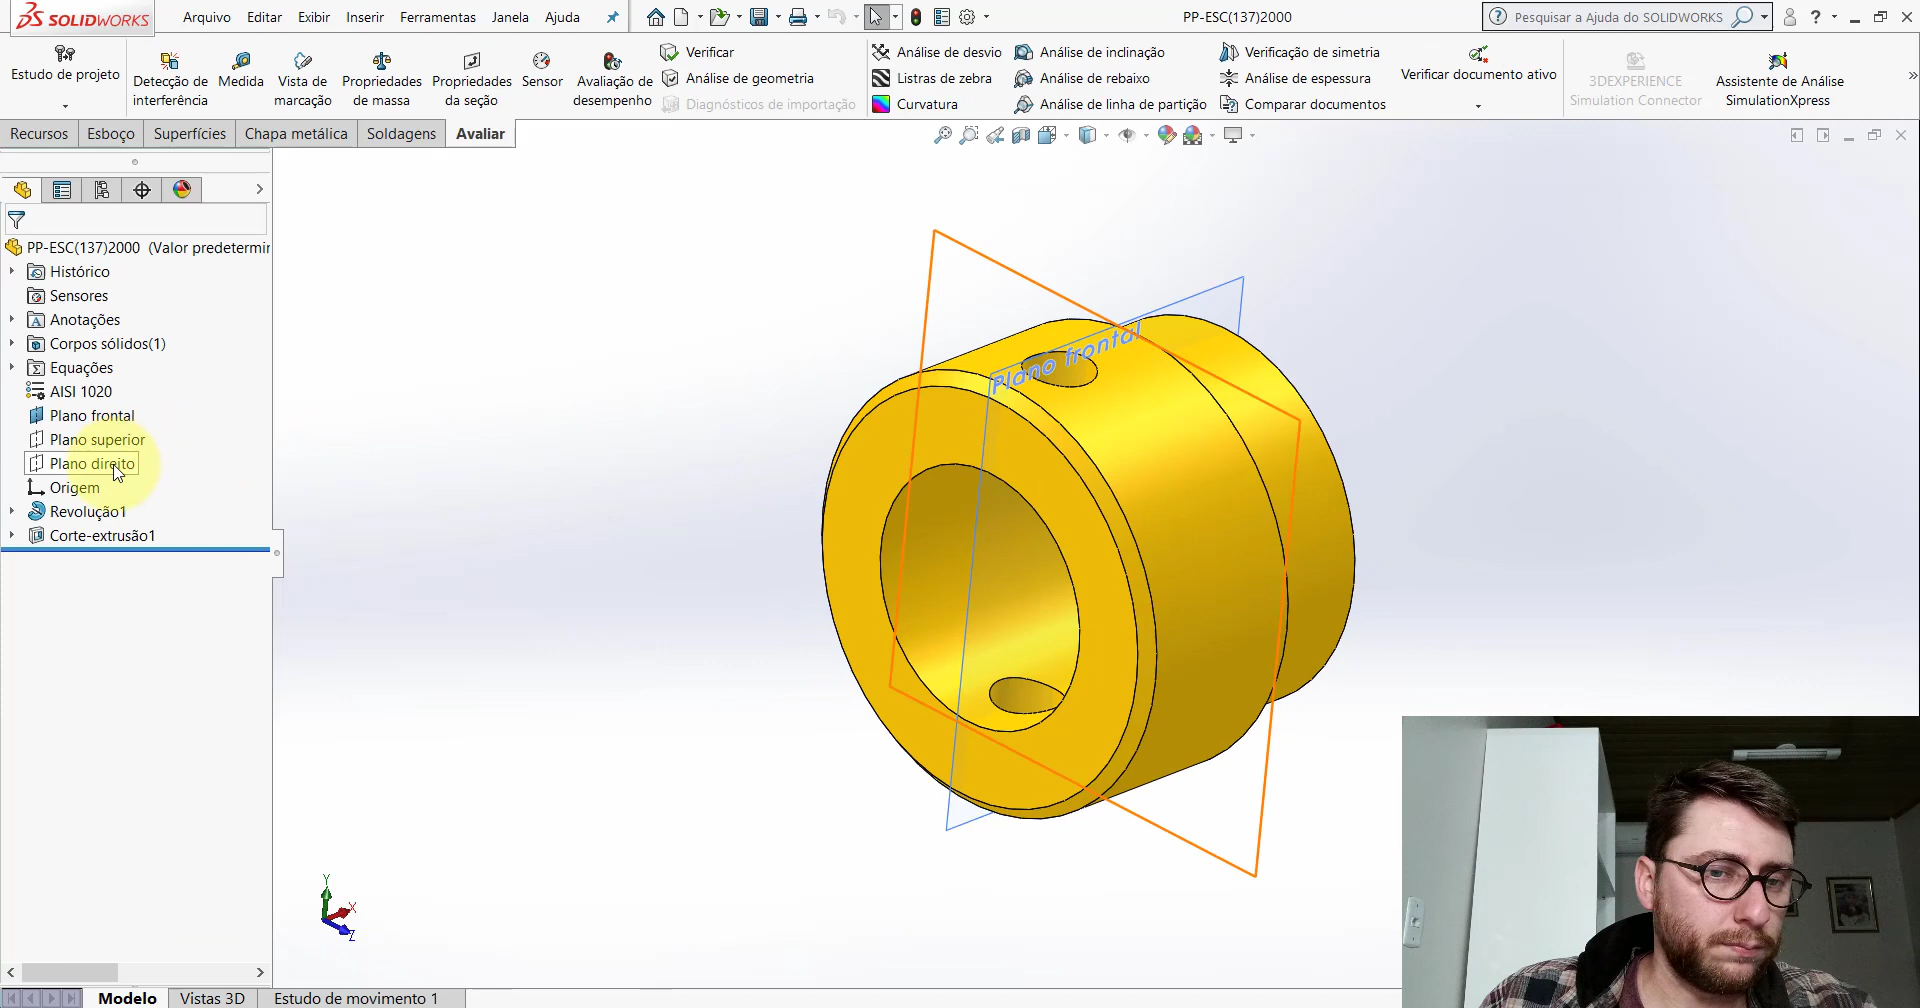 SOLIDWORKS Arquivo Editar Exibir Inserir Ferramentas Janela Ajuda PP-ESC(137)2000 Pesquisar a Ajuda do SOLIDWORKS
Estudo de projeto
Detecção de interferência
Medida
Vista de marcação
Propriedades de massa
Propriedades da seção
Sensor
Avaliação de desempenho
Verificar
Análise de geometria
Diagnósticos de importação
Análise de desvio
Listras de zebra
Curvatura
Análise de inclinação
Análise de rebaixo
Análise de linha de partição
Verificação de simetria
Análise de espessura
Comparar documentos
Verificar documento ativo
3DEXPERIENCE Simulation Connector
Assistente de Análise SimulationXpress
Recursos Esboço Superfícies Chapa metálica Soldagens Avaliar
PP-ESC(137)2000 (Valor predetermir
Histórico
Sensores
Anotações
Corpos sólidos(1)
Equações
AISI 1020
Plano frontal
Plano superior
Plano direito
Origem
Revolução1
Corte-extrusão1
Plano frontal
Y
X
Z
Modelo Vistas 3D Estudo de movimento 1